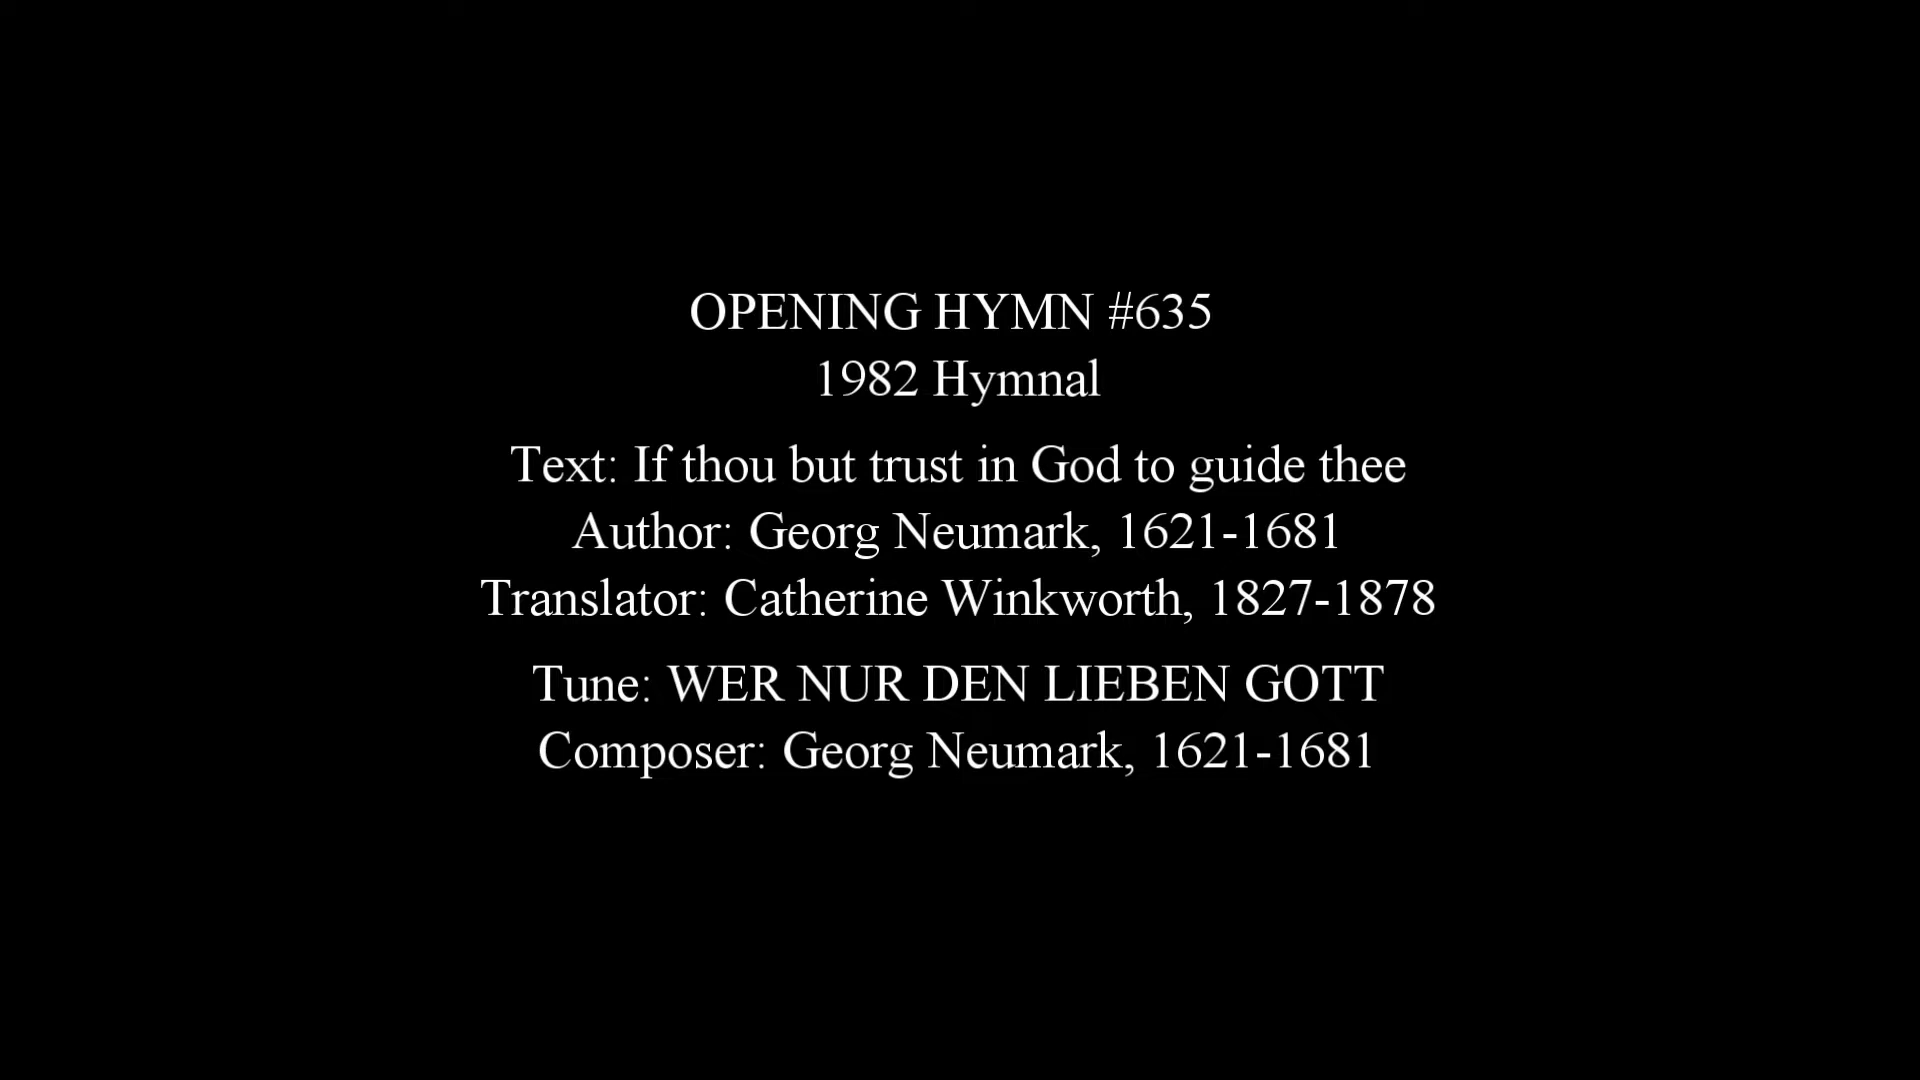 OPENING HYMN #635
1982 Hymnal
Text: If thou but trust in God to guide thee
Author: Georg Neumark, 1621-1681
Translator: Catherine Winkworth, 1827-1878
Tune: WER NUR DEN LIEBEN GOTT
Composer: Georg Neumark, 1621-1681